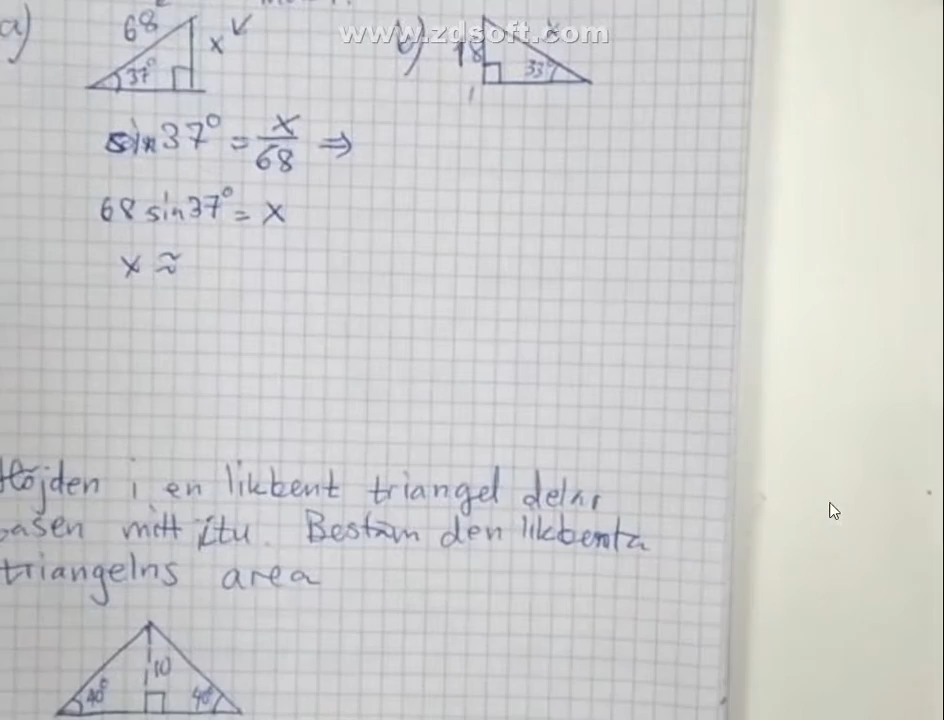 www.zdsoft.com
a)
68
x
37°
18
x
33°
sin 37° = x/68 ⇒
68 sin 37° = x
x ≈
Höjden i en likbent triangel delar
basen mitt itu. Bestäm den likbenta
triangelns area
10
40°
40°